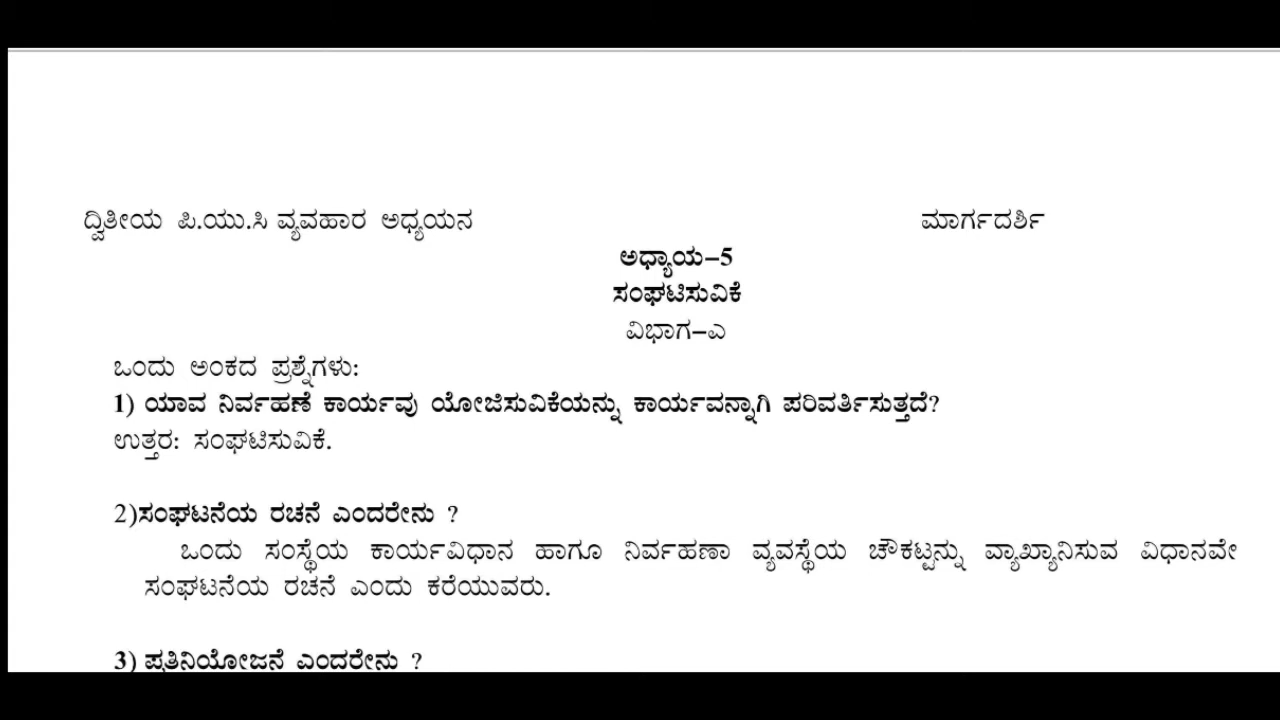 ದ್ವಿತೀಯ ಪಿ.ಯು.ಸಿ ವ್ಯವಹಾರ ಅಧ್ಯಯನ ಮಾರ್ಗದರ್ಶಿ
ಅಧ್ಯಾಯ–5
ಸಂಘಟಿಸುವಿಕೆ
ವಿಭಾಗ–ಎ
ಒಂದು ಅಂಕದ ಪ್ರಶ್ನೆಗಳು:
1) ಯಾವ ನಿರ್ವಹಣೆ ಕಾರ್ಯವು ಯೋಜಿಸುವಿಕೆಯನ್ನು ಕಾರ್ಯವನ್ನಾಗಿ ಪರಿವರ್ತಿಸುತ್ತದೆ?
ಉತ್ತರ: ಸಂಘಟಿಸುವಿಕೆ.
2)ಸಂಘಟನೆಯ ರಚನೆ ಎಂದರೇನು ?
ಒಂದು ಸಂಸ್ಥೆಯ ಕಾರ್ಯವಿಧಾನ ಹಾಗೂ ನಿರ್ವಹಣಾ ವ್ಯವಸ್ಥೆಯ ಚೌಕಟ್ಟನ್ನು ವ್ಯಾಖ್ಯಾನಿಸುವ ವಿಧಾನವೇ
ಸಂಘಟನೆಯ ರಚನೆ ಎಂದು ಕರೆಯುವರು.
3) ಪ್ರತಿನಿಯೋಜನೆ ಎಂದರೇನು ?